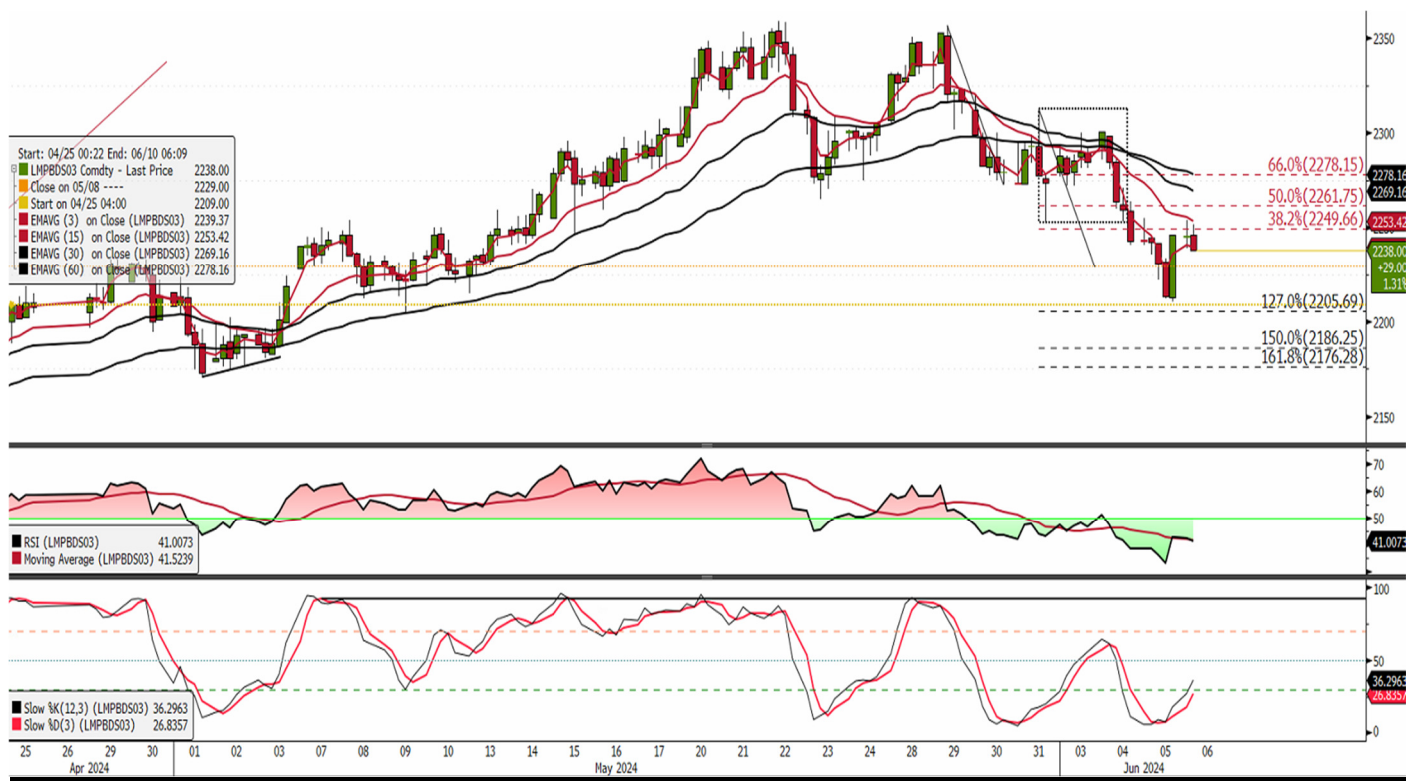 2350
2300
2250
2200
2150
Start: 04/25 00:22 End: 06/10 06:09
LMPBDS03 Comdty - Last Price 2238.00
Close on 05/08 ---- 2229.00
Start on 04/25 04:00 2209.00
EMAVG (3) on Close (LMPBDS03) 2239.37
EMAVG (15) on Close (LMPBDS03) 2253.42
EMAVG (30) on Close (LMPBDS03) 2269.16
EMAVG (60) on Close (LMPBDS03) 2278.16
66.0%(2278.15)
50.0%(2261.75)
38.2%(2249.66)
127.0%(2205.69)
150.0%(2186.25)
161.8%(2176.28)
2278.16
2269.16
2253.42
2238.00
+29.00
1.31%
70
60
50
41.0073
RSI (LMPBDS03) 41.0073
Moving Average (LMPBDS03) 41.5239
100
50
36.2963
26.8357
0
Slow %K(12,3) (LMPBDS03) 36.2963
Slow %D(3) (LMPBDS03) 26.8357
25 26 29 30 01 02 03 07 08 09 10 13 14 15 16 17 20 21 22 23 24 28 29 30 31 03 04 05 06
Apr 2024 May 2024 Jun 2024